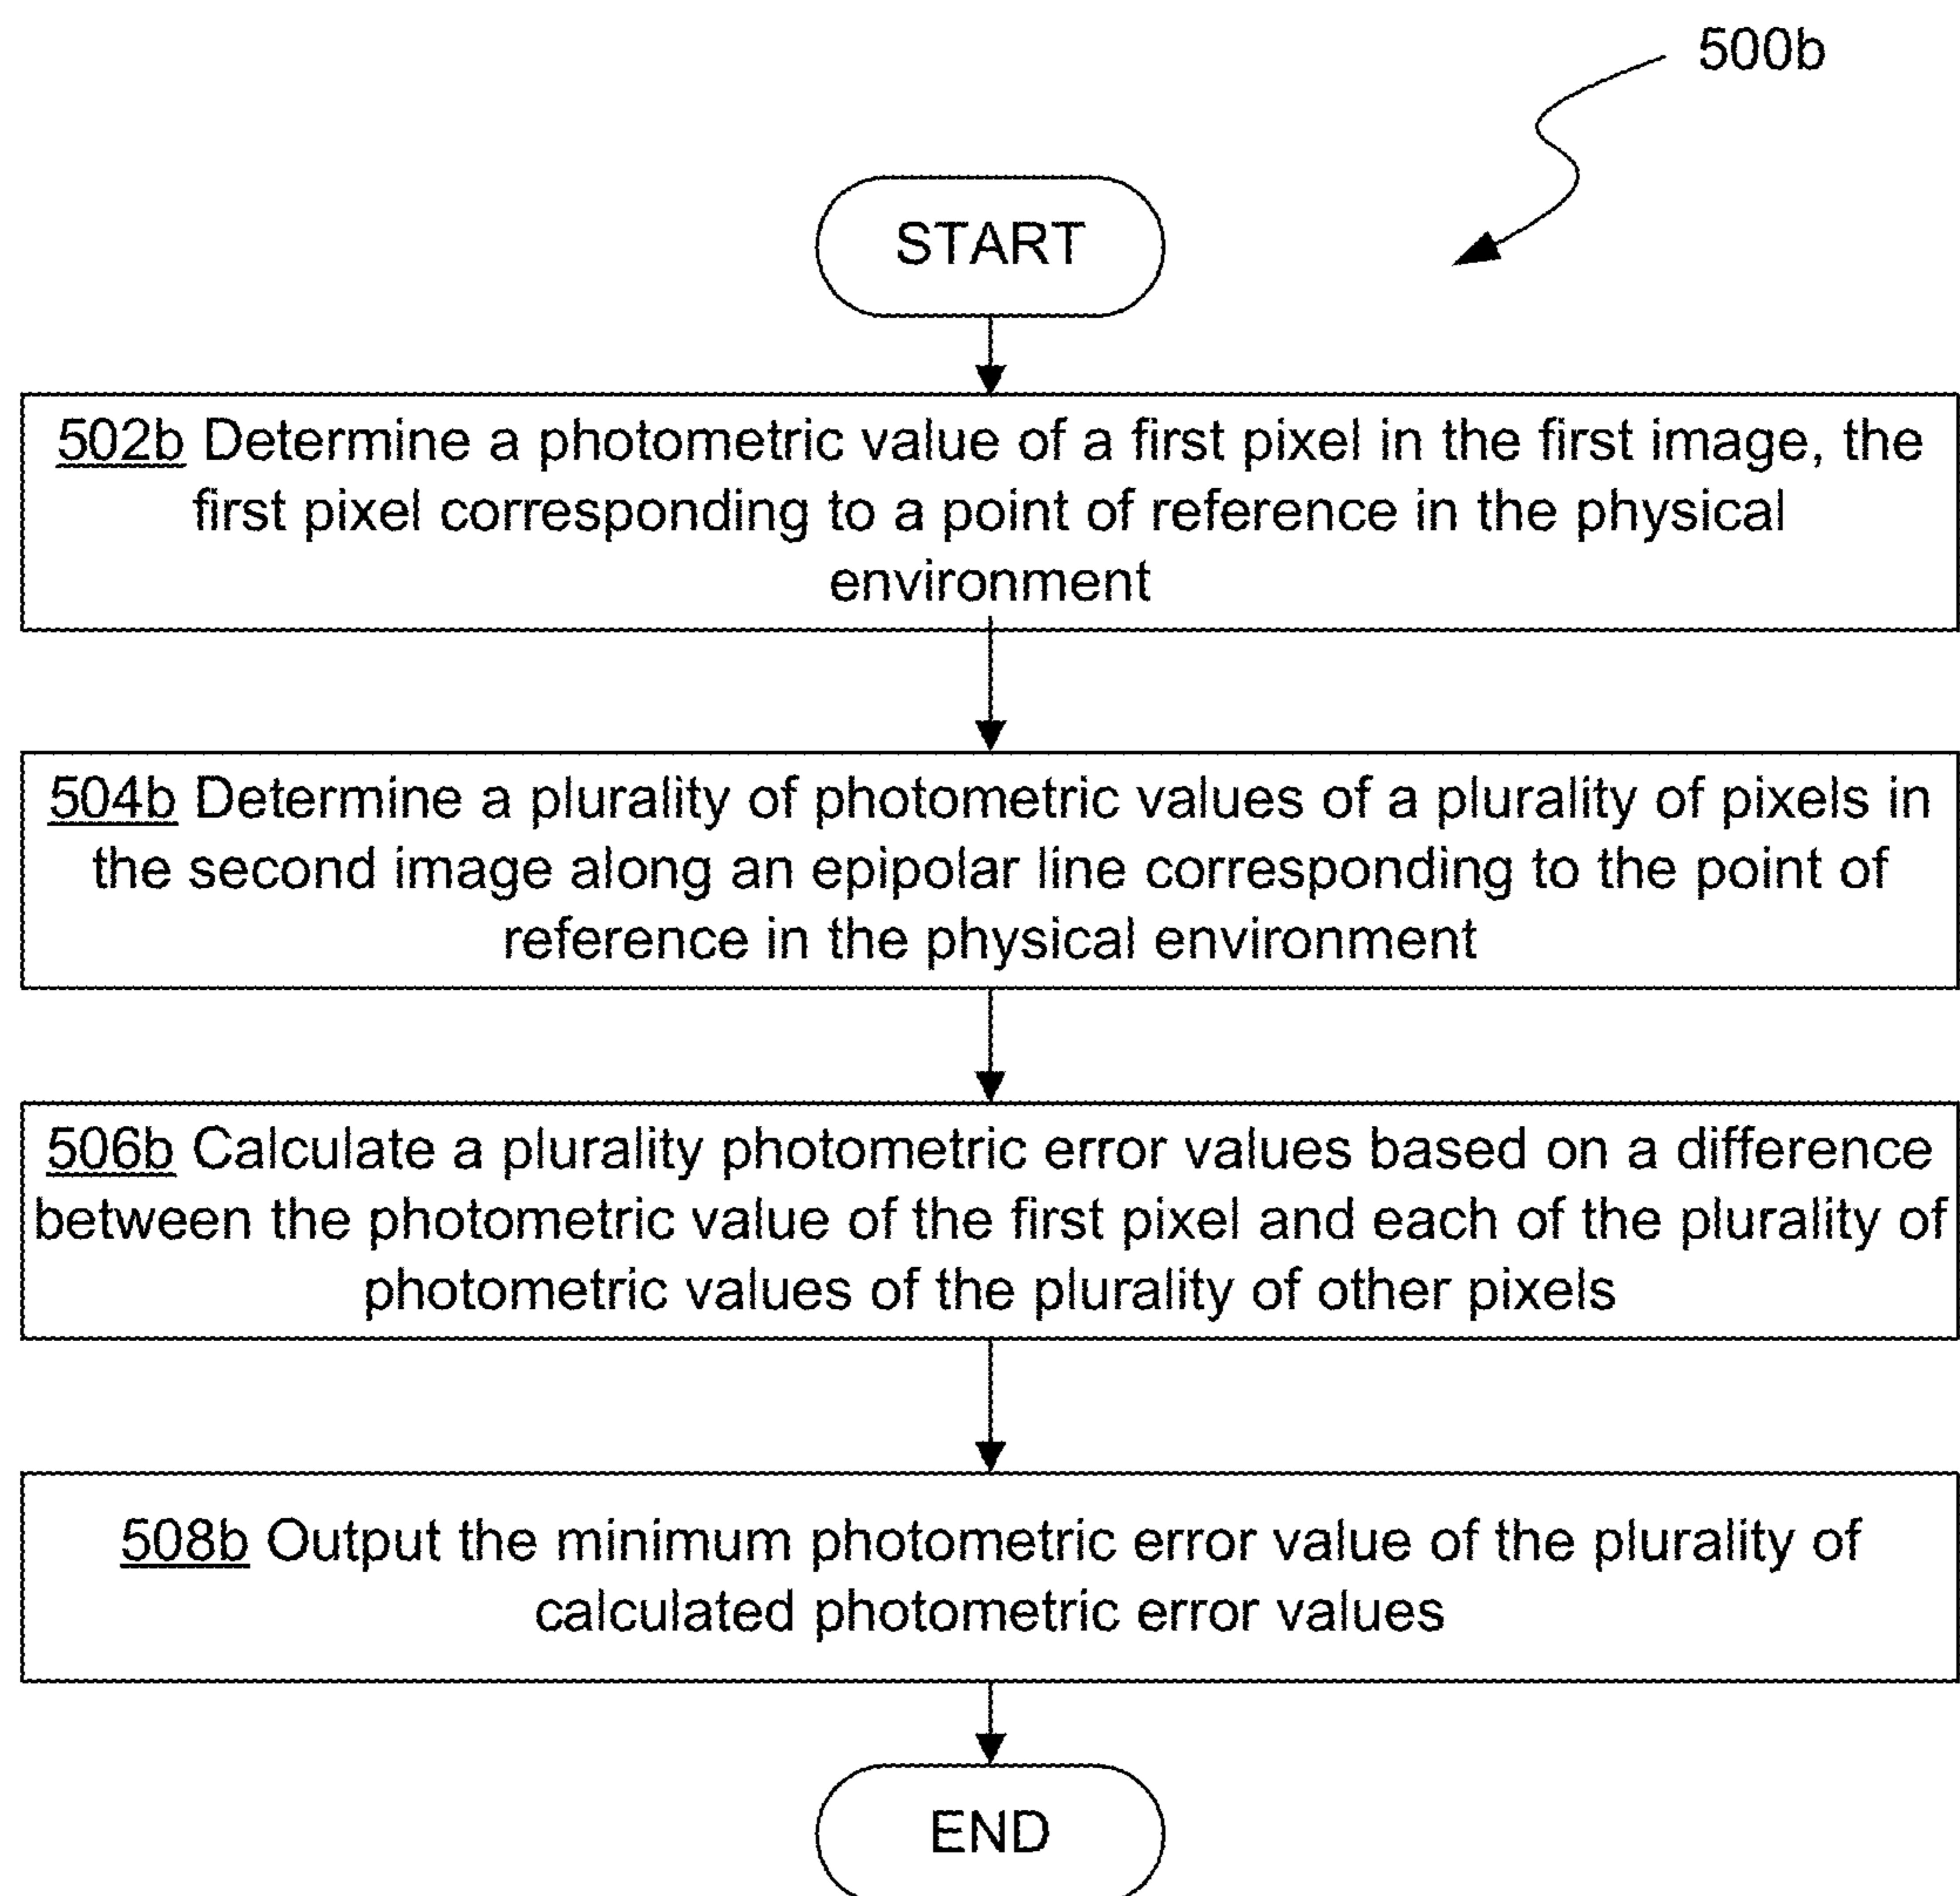 500b
START
502b Determine a photometric value of a first pixel in the first image, the
first pixel corresponding to a point of reference in the physical
environment
504b Determine a plurality of photometric values of a plurality of pixels in
the second image along an epipolar line corresponding to the point of
reference in the physical environment
506b Calculate a plurality photometric error values based on a difference
between the photometric value of the first pixel and each of the plurality of
photometric values of the plurality of other pixels
508b Output the minimum photometric error value of the plurality of
calculated photometric error values
END